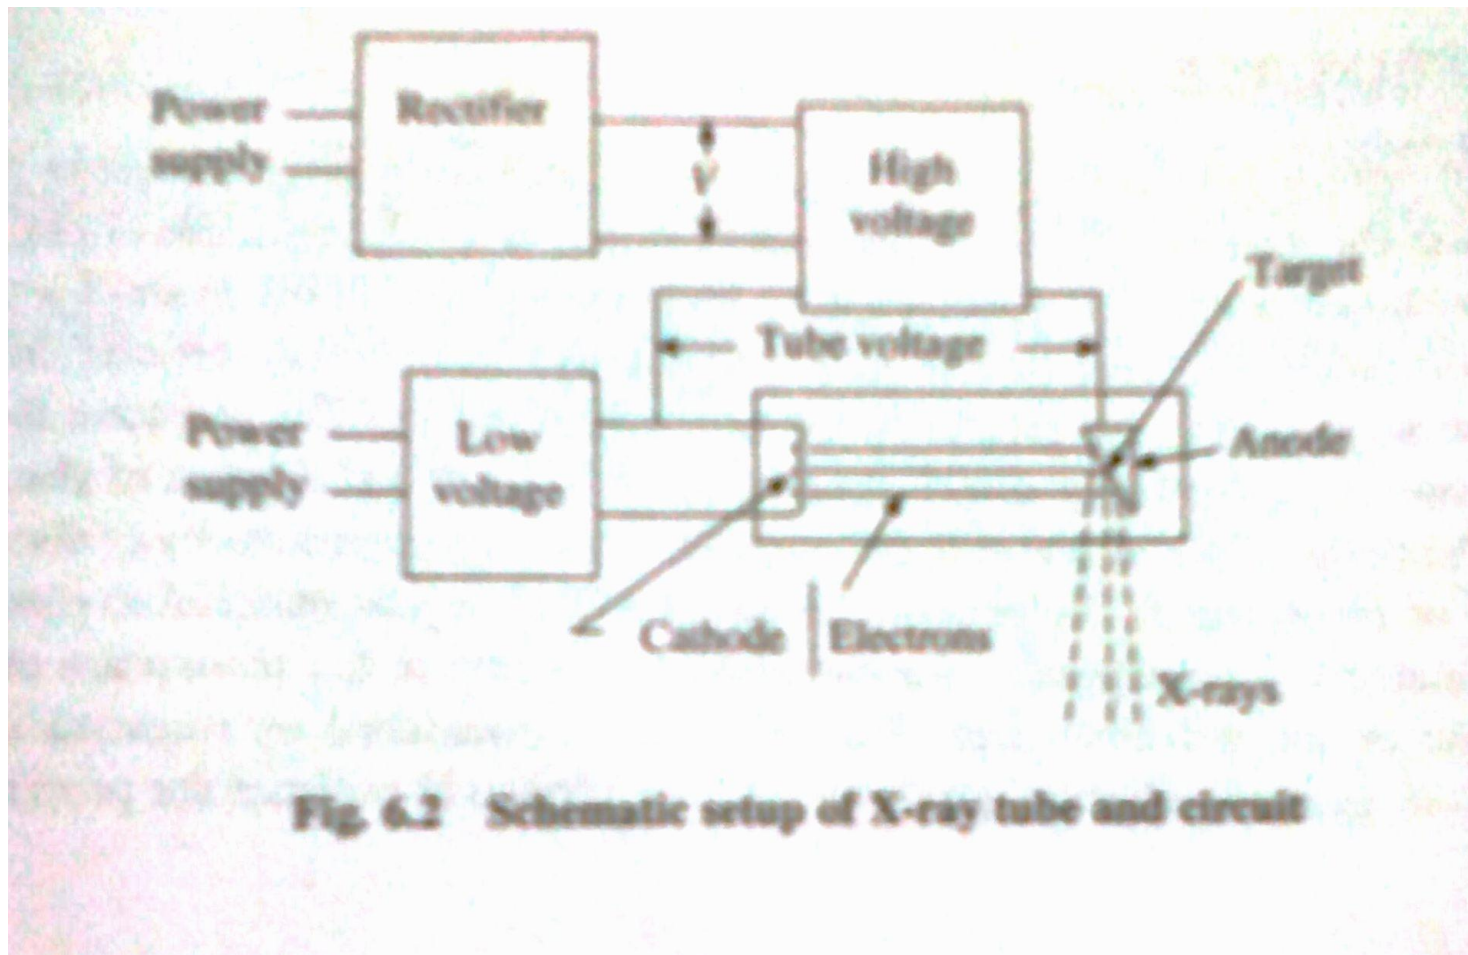 Power
supply
Rectifier
V
High
voltage
Target
Tube voltage
Power
supply
Low
voltage
Anode
Cathode
Electrons
X-rays
Fig. 6.2 Schematic setup of X-ray tube and circuit